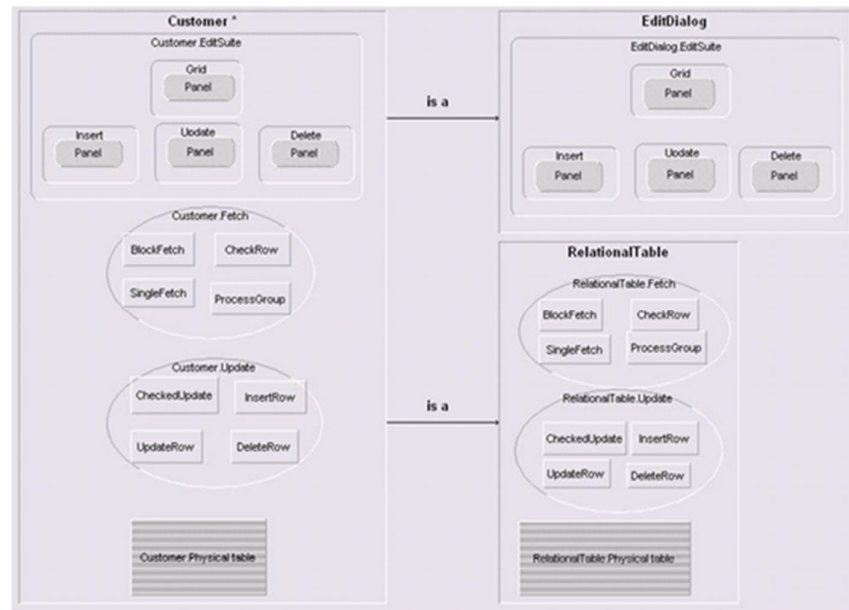 Customer ^
Customer.EditSuite
Grid
Panel
Insert
Panel
Update
Panel
Delete
Panel
Customer.Fetch
BlockFetch
CheckRow
SingleFetch
ProcessGroup
Customer.Update
CheckedUpdate
InsertRow
UpdateRow
DeleteRow
Customer.Physical table
is a
is a
EditDialog
EditDialog.EditSuite
Grid
Panel
Insert
Panel
Update
Panel
Delete
Panel
RelationalTable
RelationalTable.Fetch
BlockFetch
CheckRow
SingleFetch
ProcessGroup
RelationalTable.Update
CheckedUpdate
InsertRow
UpdateRow
DeleteRow
RelationalTable.Physical table